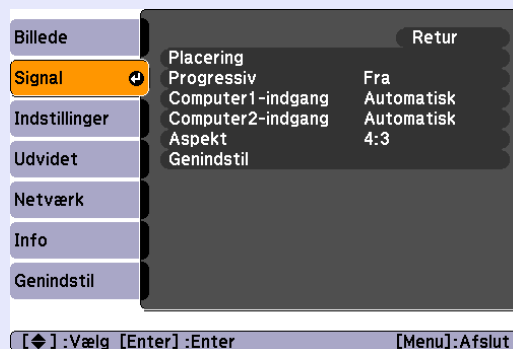 Billede
Signal
Indstillinger
Udvidet
Netværk
Info
Genindstil
Retur
Placering
Progressiv Fra
Computer1-indgang Automatisk
Computer2-indgang Automatisk
Aspekt 4:3
Genindstil
[◆] :Vælg [Enter] :Enter [Menu]:Afslut